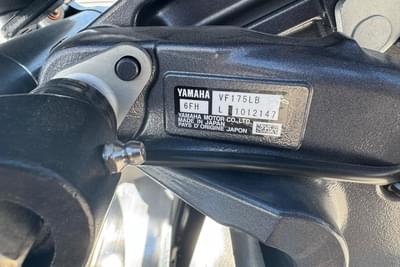 YAMAHA VF175LB
6FH L 1012147
YAMAHA MOTOR CO.,LTD.
MADE IN JAPAN
PAYS D'ORIGINE JAPON